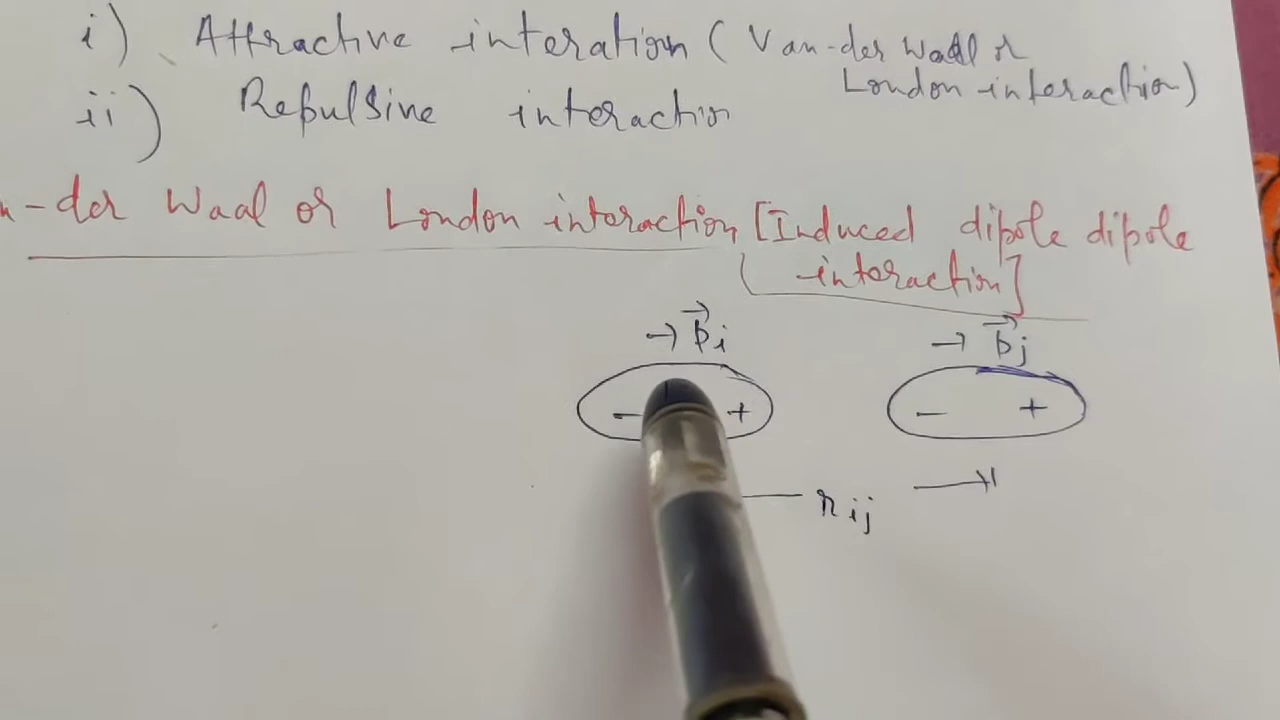 i) Attractive interation ( Van-der Waal or
London interaction)
ii) Repulsive interaction
-der Waal or London interaction [Induced dipole dipole
interaction]
→ p⃗i → p⃗j
- + - +
rij